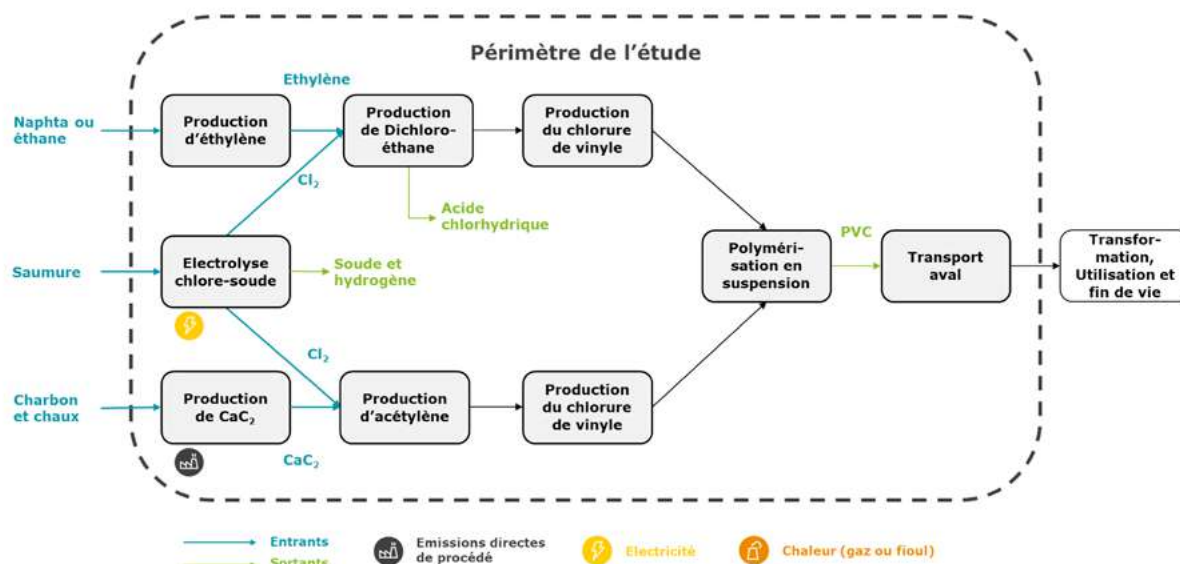 Périmètre de l'étude
Ethylène
Naphta ou
éthane
Production
d'éthylène
Production
de Dichloro-
éthane
Production
du chlorure
de vinyle
Cl2
Acide
chlorhydrique
Saumure
Electrolyse
chlore-soude
Soude et
hydrogène
Polyméri-
sation en
suspension
PVC
Transport
aval
Transfor-
mation,
Utilisation et
fin de vie
Cl2
Charbon
et chaux
Production
de CaC2
Production
d'acétylène
Production
du chlorure
de vinyle
CaC2
Entrants
Sortants
Emissions directes
de procédé
Electricité
Chaleur (gaz ou fioul)